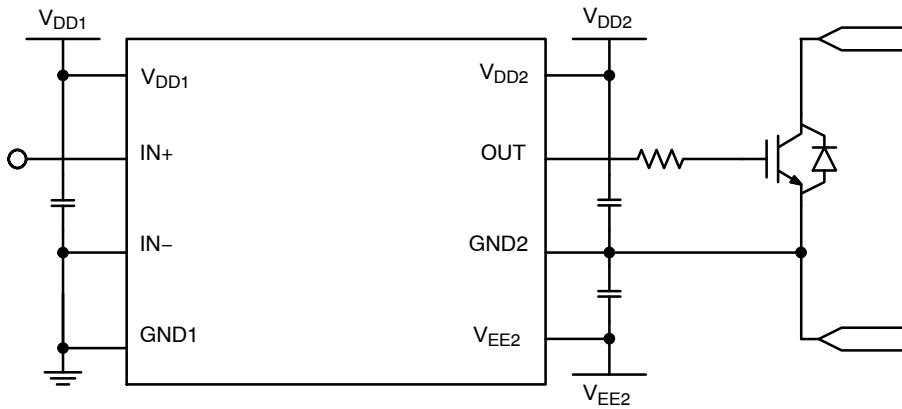 VDD1
VDD2
VDD1
VDD2
IN+
OUT
IN−
GND2
GND1
VEE2
VEE2